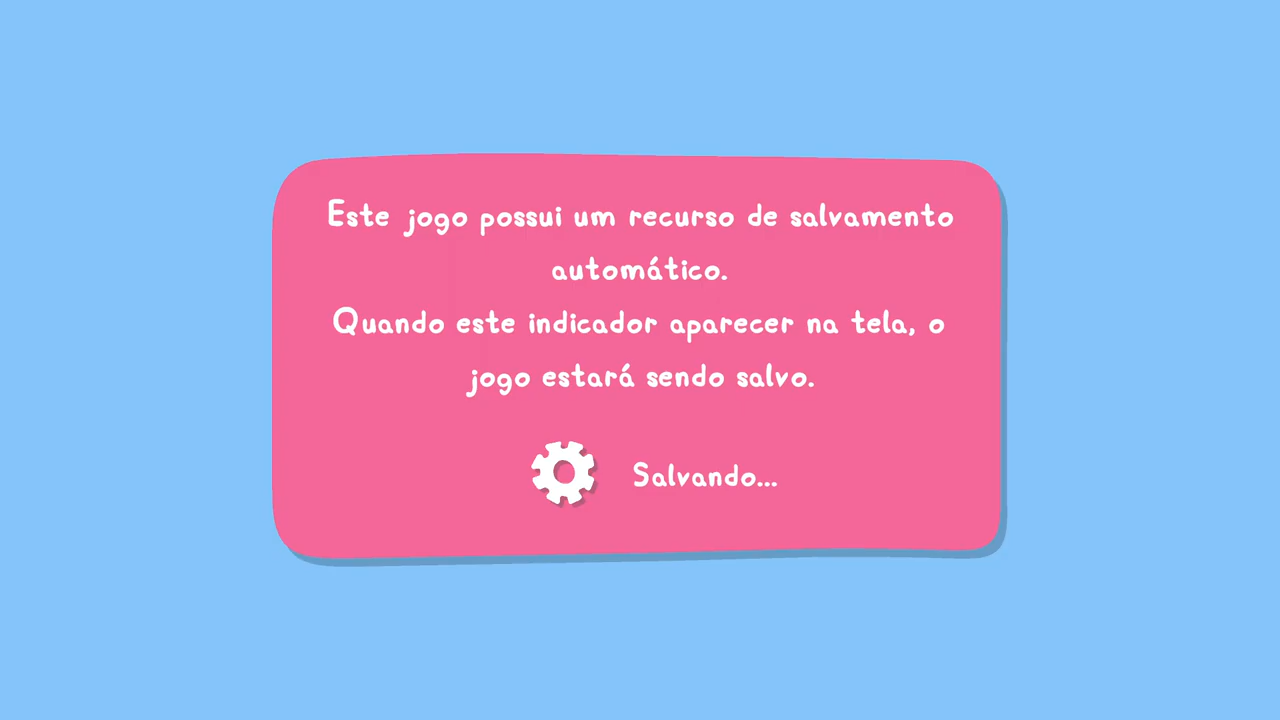 Este jogo possui um recurso de salvamento
automático.
Quando este indicador aparecer na tela, o
jogo estará sendo salvo.
Salvando...